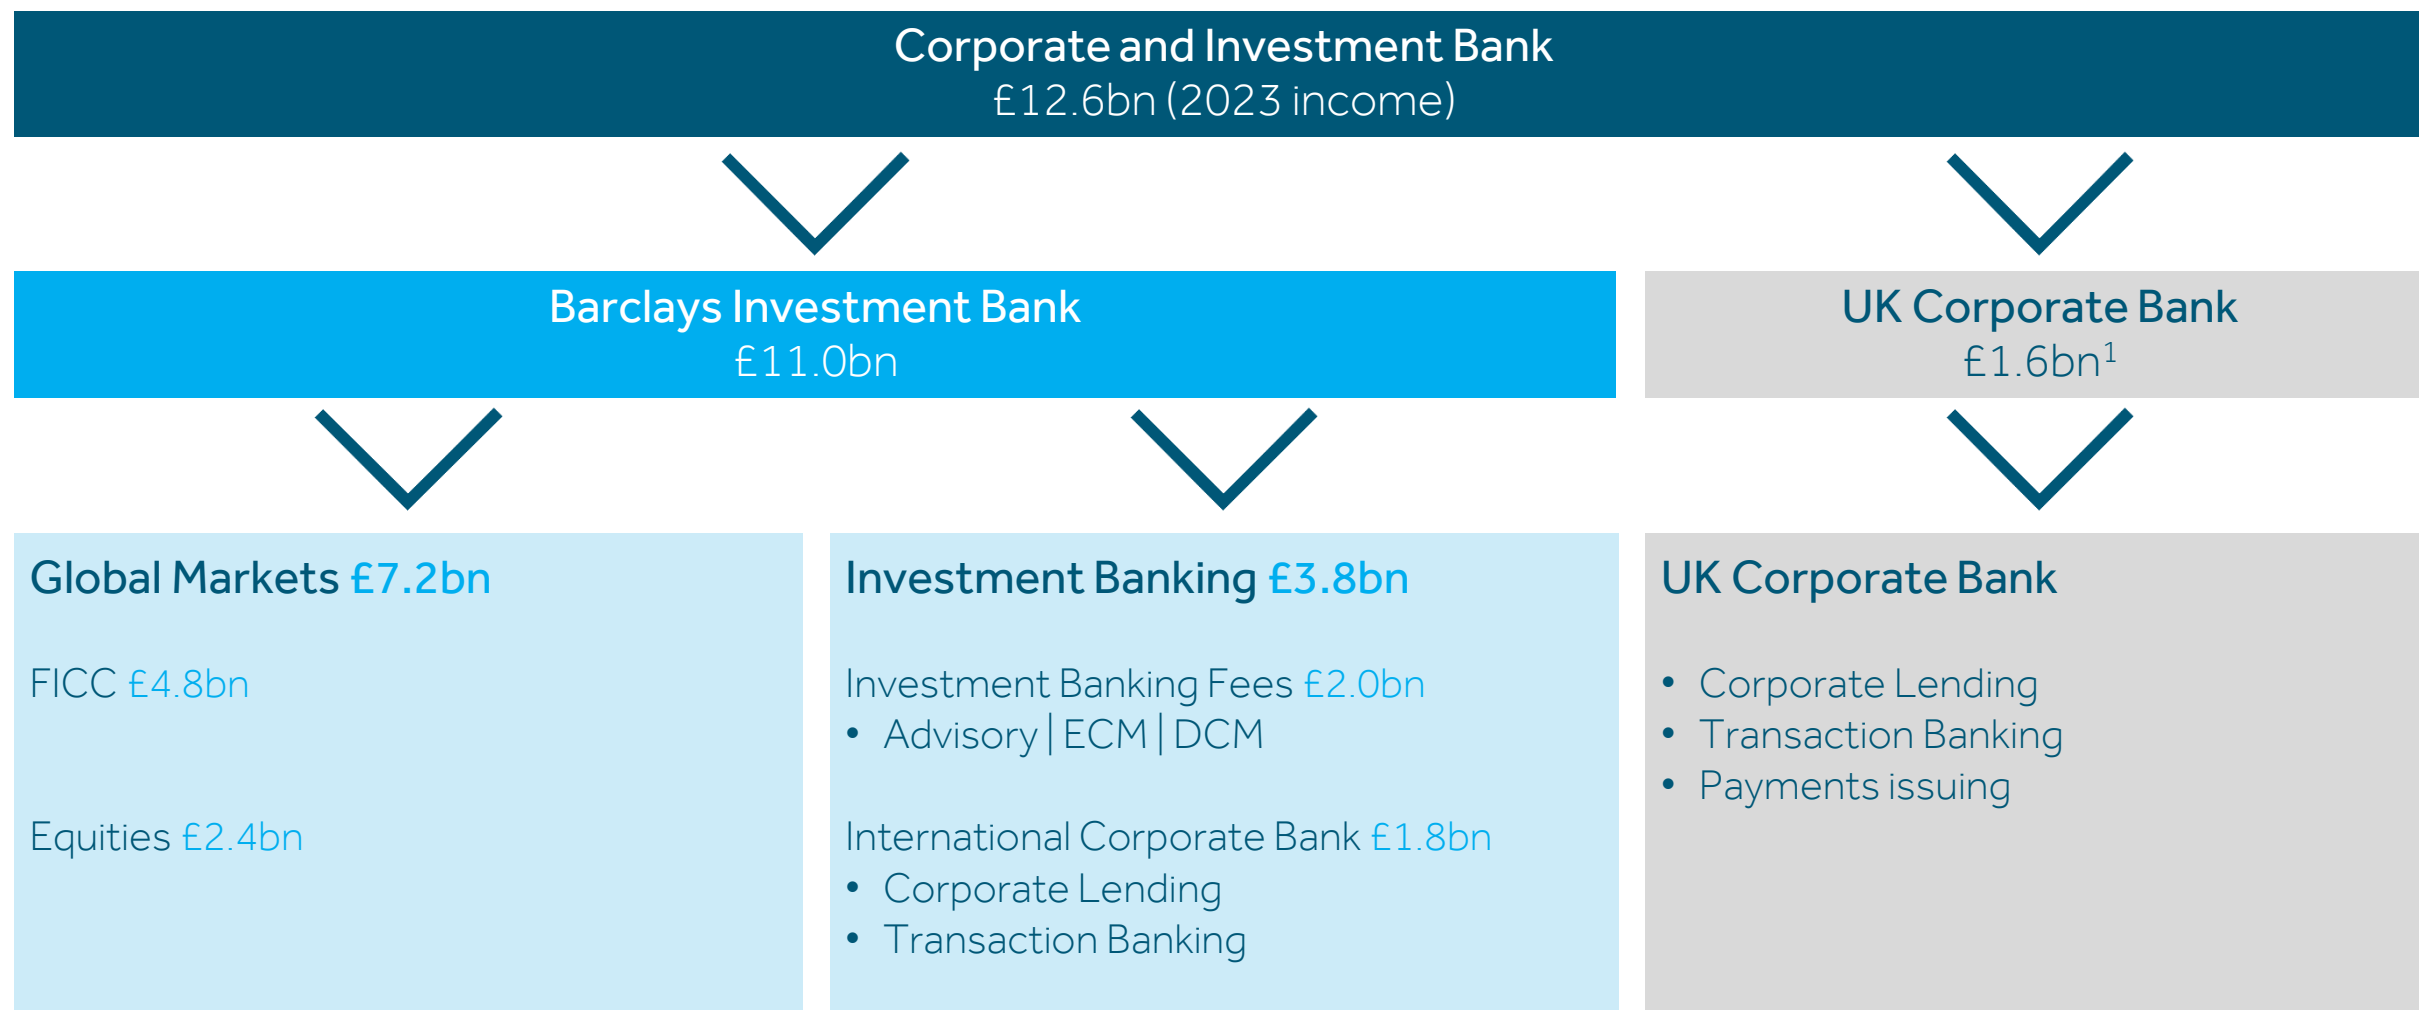 Corporate and Investment Bank
£12.6bn (2023 income)
Barclays Investment Bank
£11.0bn
UK Corporate Bank
£1.6bn¹
Global Markets £7.2bn
FICC £4.8bn
Equities £2.4bn
Investment Banking £3.8bn
Investment Banking Fees £2.0bn
• Advisory | ECM | DCM
International Corporate Bank £1.8bn
• Corporate Lending
• Transaction Banking
UK Corporate Bank
• Corporate Lending
• Transaction Banking
• Payments issuing